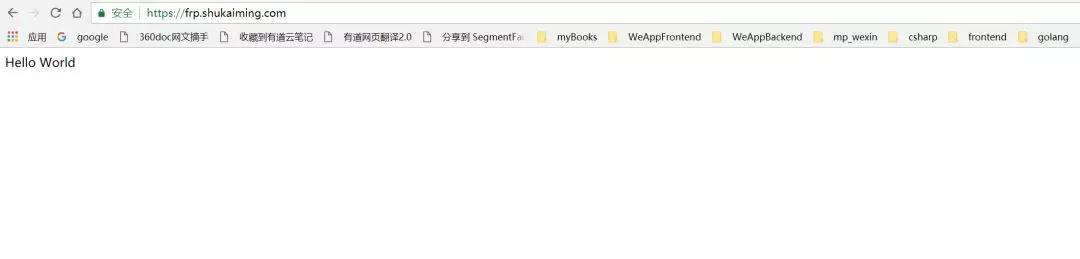 安全 https://frp.shukaiming.com
应用 google 360doc网文摘手 收藏到有道云笔记 有道网页翻译2.0 分享到 SegmentFa myBooks WeAppFrontend WeAppBackend mp_wexin csharp frontend golang
Hello World